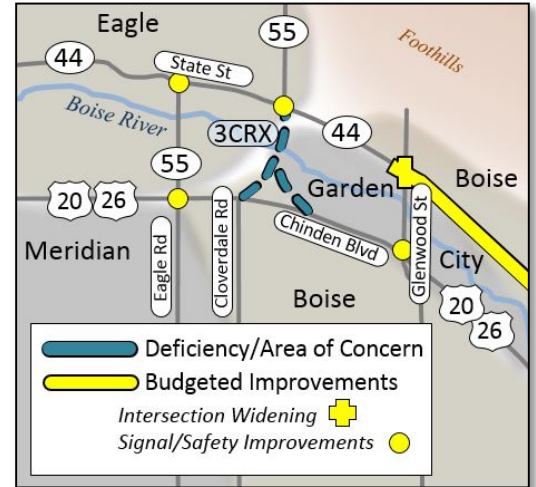 Eagle
55
Foothills
44
State St
Boise River
3CRX
44
55
Garden
Boise
20 26
Meridian
Eagle Rd
Cloverdale Rd
Chinden Blvd
Glenwood St
City
Boise
20
26
Deficiency/Area of Concern
Budgeted Improvements
Intersection Widening
Signal/Safety Improvements